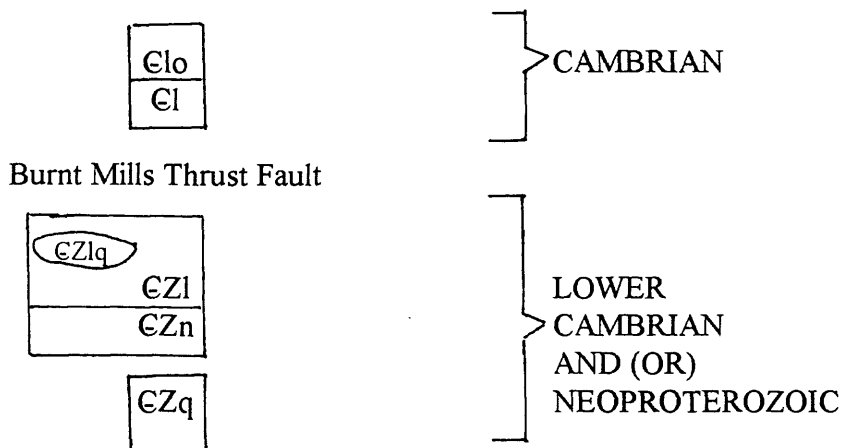 Ꞓlo
Ꞓl
CAMBRIAN
Burnt Mills Thrust Fault
ꞒZlq
ꞒZl
ꞒZn
ꞒZq
LOWER
CAMBRIAN
AND (OR)
NEOPROTEROZOIC